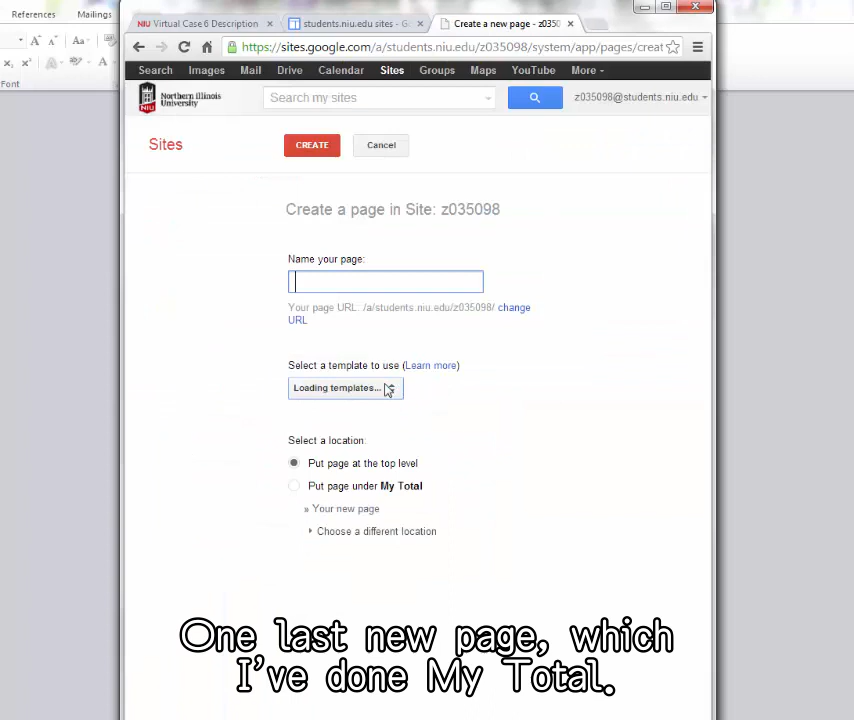 References Mailings
Aa
Font
NIU Virtual Case 6 Description
students.niu.edu sites - G
Create a new page - z0350
https://sites.google.com/a/students.niu.edu/z035098/system/app/pages/creat
Search Images Mail Drive Calendar Sites Groups Maps YouTube More
NIU
Northern Illinois
University
Search my sites
z035098@students.niu.edu
Sites
CREATE
Cancel
Create a page in Site: z035098
Name your page:
Your page URL: /a/students.niu.edu/z035098/ change
URL
Select a template to use (Learn more)
Loading templates...
Select a location:
Put page at the top level
Put page under My Total
» Your new page
Choose a different location
One last new page, which
I've done My Total.